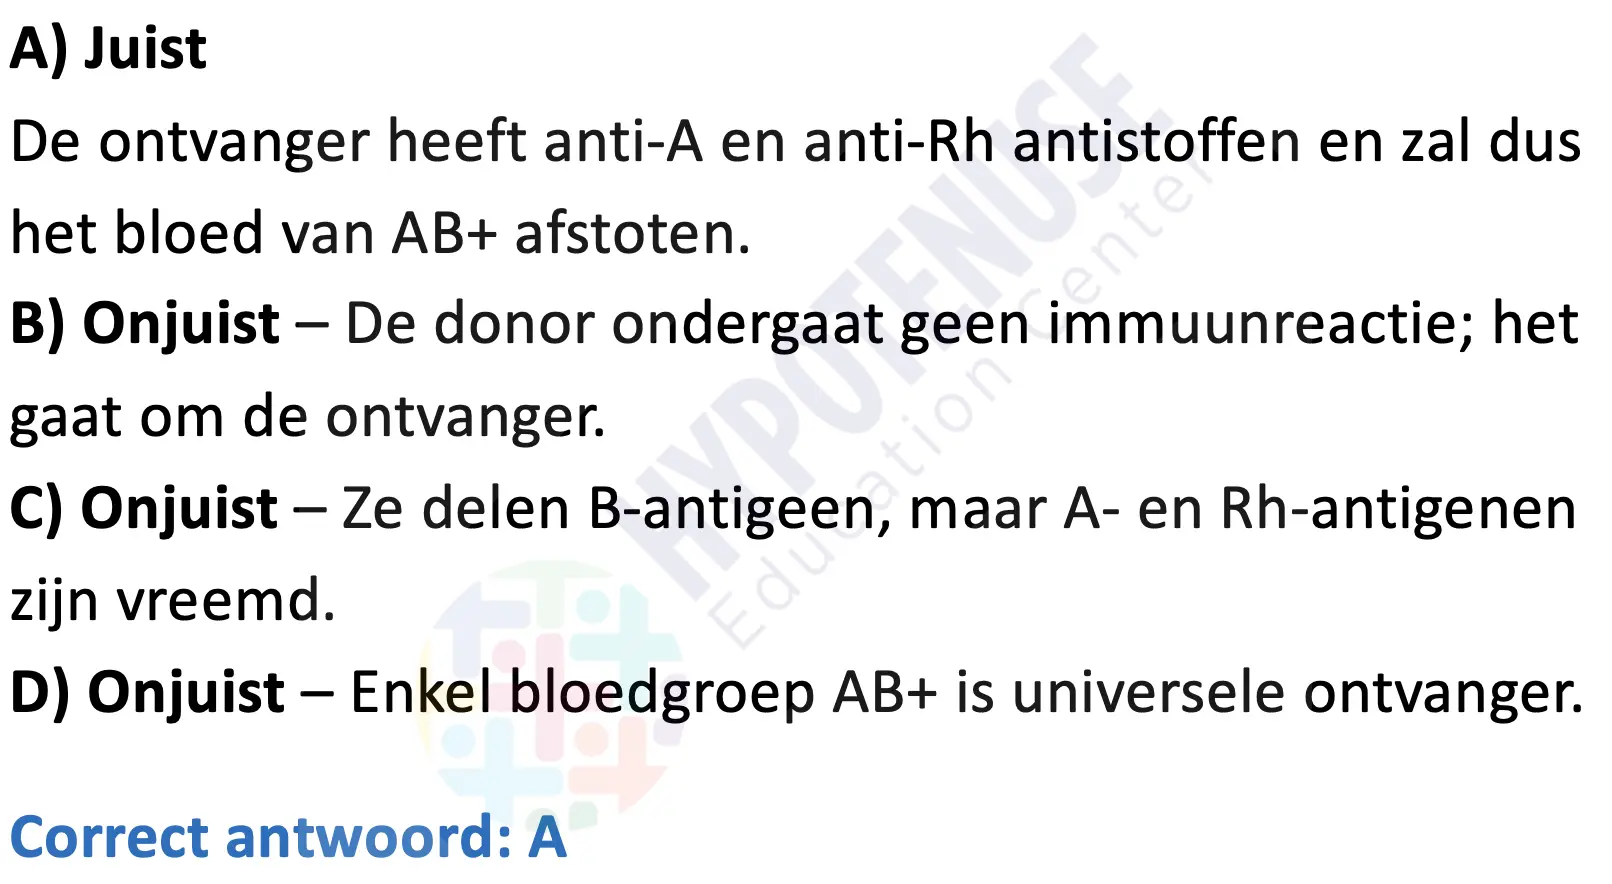 A) Juist
De ontvanger heeft anti-A en anti-Rh antistoffen en zal dus
het bloed van AB+ afstoten.
B) Onjuist – De donor ondergaat geen immuunreactie; het
gaat om de ontvanger.
C) Onjuist – Ze delen B-antigeen, maar A- en Rh-antigenen
zijn vreemd.
D) Onjuist – Enkel bloedgroep AB+ is universele ontvanger.
Correct antwoord: A
HYPOTENUSE
Education Center